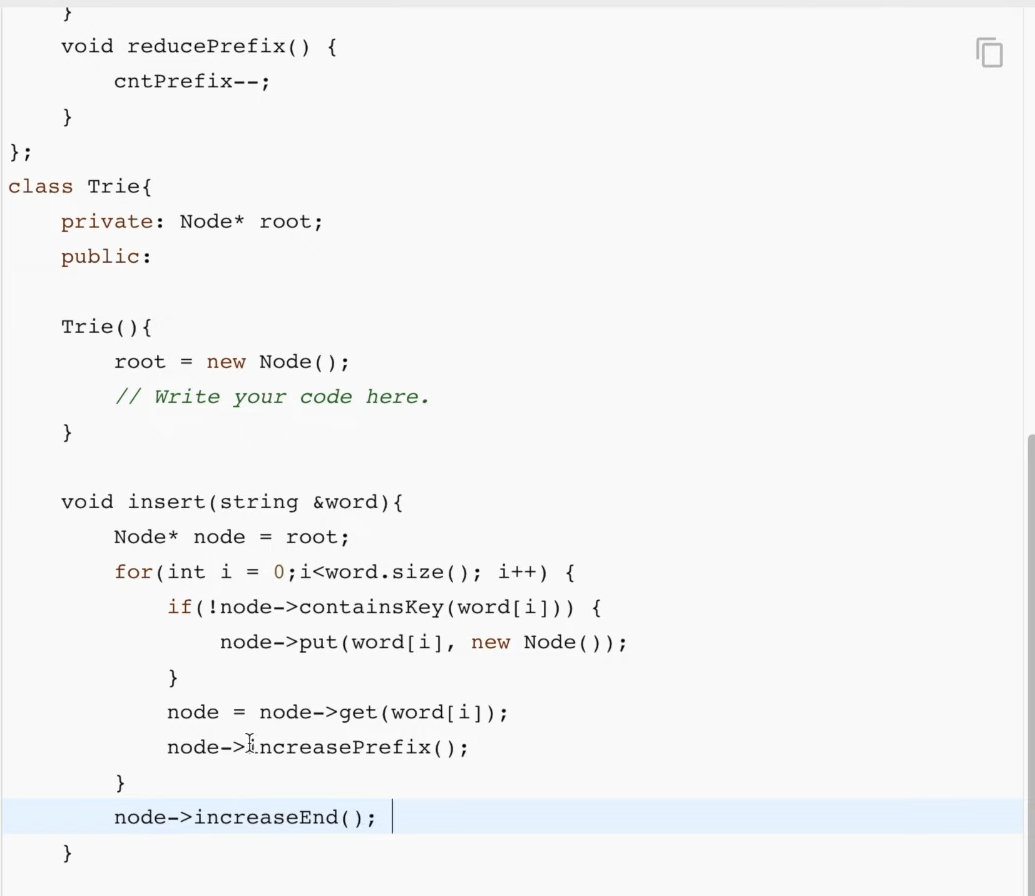 }
void reducePrefix() {
cntPrefix--;
}
};
class Trie{
private: Node* root;
public:
Trie(){
root = new Node();
// Write your code here.
}
void insert(string &word){
Node* node = root;
for(int i = 0;i<word.size(); i++) {
if(!node->containsKey(word[i])) {
node->put(word[i], new Node());
}
node = node->get(word[i]);
node->increasePrefix();
}
node->increaseEnd();
}